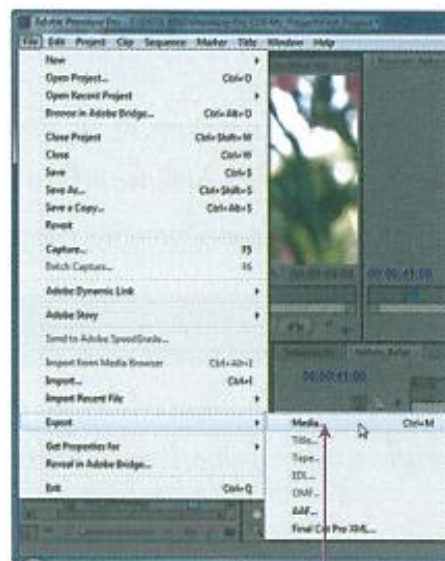 Adobe Premiere Pro
File Edit Project Clip Sequence Marker Title Window Help
New
Open Project... Ctrl+O
Open Recent Project
Browse in Adobe Bridge... Ctrl+Alt+O
Close Project Ctrl+Shift+W
Close Ctrl+W
Save Ctrl+S
Save As... Ctrl+Shift+S
Save a Copy... Ctrl+Alt+S
Revert
Capture... F5
Batch Capture... F6
Adobe Dynamic Link
Adobe Story
Send to Adobe SpeedGrade...
Import from Media Browser Ctrl+Alt+I
Import... Ctrl+I
Import Recent File
Export
Get Properties for
Reveal in Adobe Bridge...
Exit Ctrl+Q
Media... Ctrl+M
Title...
Tape...
EDL...
OMF...
AAF...
Final Cut Pro XML...
00:00:41:00
00:00:41:00